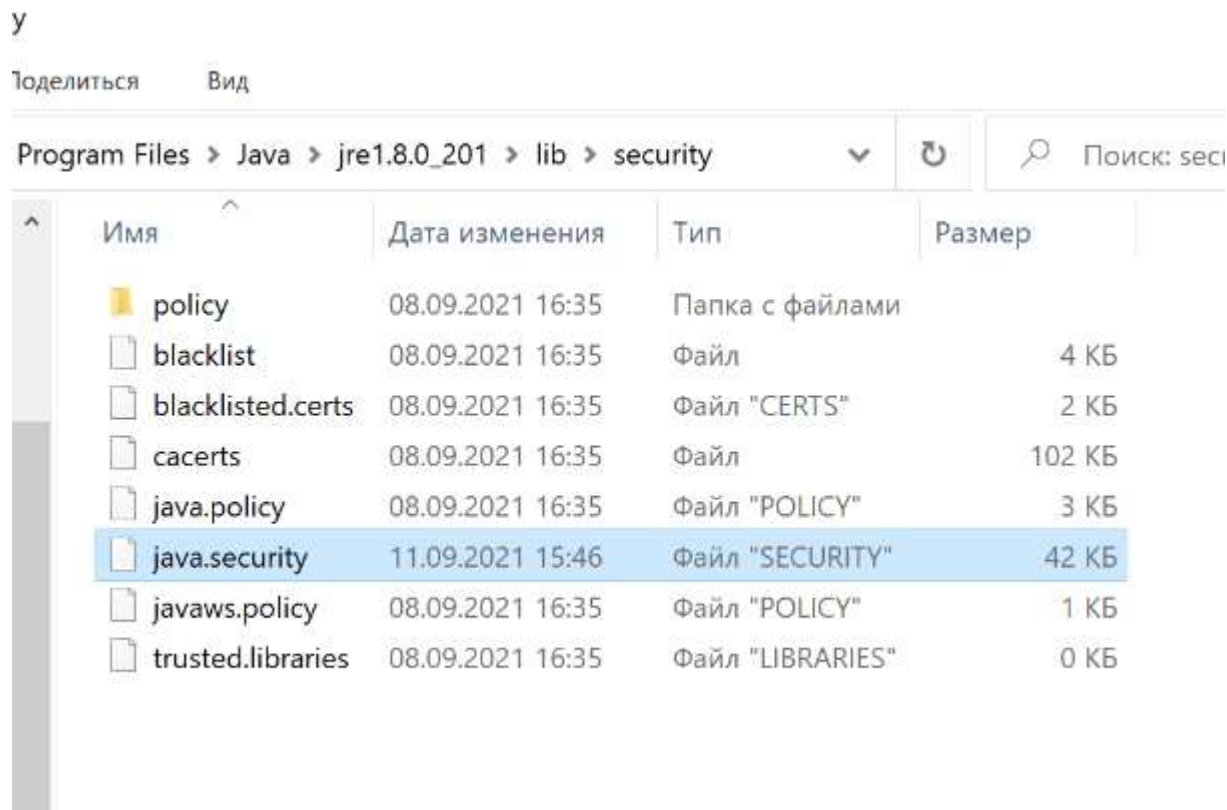 y
Поделиться Вид
Program Files > Java > jre1.8.0_201 > lib > security Поиск: sec
Имя Дата изменения Тип Размер
policy 08.09.2021 16:35 Папка с файлами
blacklist 08.09.2021 16:35 Файл 4 КБ
blacklisted.certs 08.09.2021 16:35 Файл "CERTS" 2 КБ
cacerts 08.09.2021 16:35 Файл 102 КБ
java.policy 08.09.2021 16:35 Файл "POLICY" 3 КБ
java.security 11.09.2021 15:46 Файл "SECURITY" 42 КБ
javaws.policy 08.09.2021 16:35 Файл "POLICY" 1 КБ
trusted.libraries 08.09.2021 16:35 Файл "LIBRARIES" 0 КБ